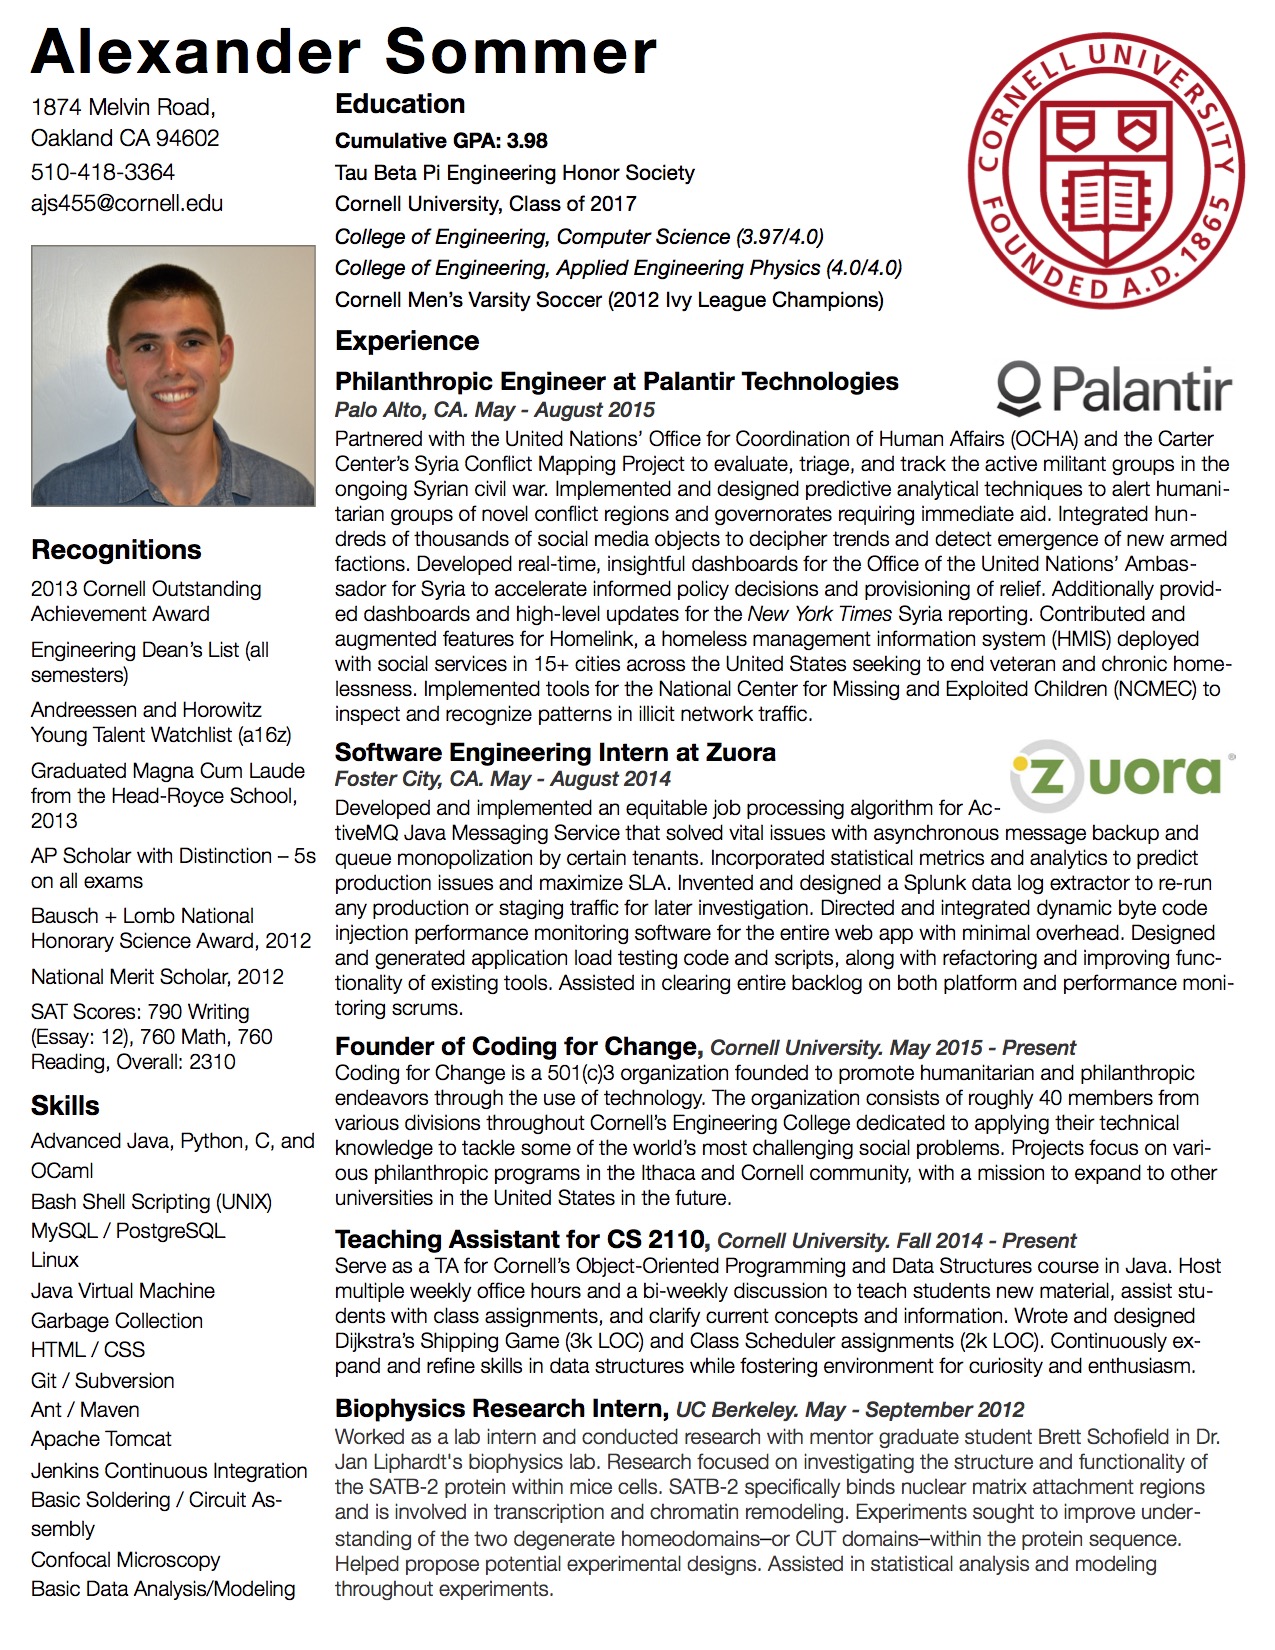 Alexander Sommer
1874 Melvin Road,
Oakland CA 94602
510-418-3364
ajs455@cornell.edu
Recognitions
2013 Cornell Outstanding
Achievement Award
Engineering Dean's List (all
semesters)
Andreessen and Horowitz
Young Talent Watchlist (a16z)
Graduated Magna Cum Laude
from the Head-Royce School,
2013
AP Scholar with Distinction – 5s
on all exams
Bausch + Lomb National
Honorary Science Award, 2012
National Merit Scholar, 2012
SAT Scores: 790 Writing
(Essay: 12), 760 Math, 760
Reading, Overall: 2310
Skills
Advanced Java, Python, C, and
OCaml
Bash Shell Scripting (UNIX)
MySQL / PostgreSQL
Linux
Java Virtual Machine
Garbage Collection
HTML / CSS
Git / Subversion
Ant / Maven
Apache Tomcat
Jenkins Continuous Integration
Basic Soldering / Circuit As-
sembly
Confocal Microscopy
Basic Data Analysis/Modeling
Education
Cumulative GPA: 3.98
Tau Beta Pi Engineering Honor Society
Cornell University, Class of 2017
College of Engineering, Computer Science (3.97/4.0)
College of Engineering, Applied Engineering Physics (4.0/4.0)
Cornell Men's Varsity Soccer (2012 Ivy League Champions)
CORNELL UNIVERSITY
FOUNDED A.D. 1865
Experience
Philanthropic Engineer at Palantir Technologies
Palantir
Palo Alto, CA. May - August 2015
Partnered with the United Nations' Office for Coordination of Human Affairs (OCHA) and the Carter
Center's Syria Conflict Mapping Project to evaluate, triage, and track the active militant groups in the
ongoing Syrian civil war. Implemented and designed predictive analytical techniques to alert humani-
tarian groups of novel conflict regions and governorates requiring immediate aid. Integrated hun-
dreds of thousands of social media objects to decipher trends and detect emergence of new armed
factions. Developed real-time, insightful dashboards for the Office of the United Nations' Ambas-
sador for Syria to accelerate informed policy decisions and provisioning of relief. Additionally provid-
ed dashboards and high-level updates for the New York Times Syria reporting. Contributed and
augmented features for Homelink, a homeless management information system (HMIS) deployed
with social services in 15+ cities across the United States seeking to end veteran and chronic home-
lessness. Implemented tools for the National Center for Missing and Exploited Children (NCMEC) to
inspect and recognize patterns in illicit network traffic.
Software Engineering Intern at Zuora
zuora®
Foster City, CA. May - August 2014
Developed and implemented an equitable job processing algorithm for Ac-
tiveMQ Java Messaging Service that solved vital issues with asynchronous message backup and
queue monopolization by certain tenants. Incorporated statistical metrics and analytics to predict
production issues and maximize SLA. Invented and designed a Splunk data log extractor to re-run
any production or staging traffic for later investigation. Directed and integrated dynamic byte code
injection performance monitoring software for the entire web app with minimal overhead. Designed
and generated application load testing code and scripts, along with refactoring and improving func-
tionality of existing tools. Assisted in clearing entire backlog on both platform and performance moni-
toring scrums.
Founder of Coding for Change, Cornell University. May 2015 - Present
Coding for Change is a 501(c)3 organization founded to promote humanitarian and philanthropic
endeavors through the use of technology. The organization consists of roughly 40 members from
various divisions throughout Cornell's Engineering College dedicated to applying their technical
knowledge to tackle some of the world's most challenging social problems. Projects focus on vari-
ous philanthropic programs in the Ithaca and Cornell community, with a mission to expand to other
universities in the United States in the future.
Teaching Assistant for CS 2110, Cornell University. Fall 2014 - Present
Serve as a TA for Cornell's Object-Oriented Programming and Data Structures course in Java. Host
multiple weekly office hours and a bi-weekly discussion to teach students new material, assist stu-
dents with class assignments, and clarify current concepts and information. Wrote and designed
Dijkstra's Shipping Game (3k LOC) and Class Scheduler assignments (2k LOC). Continuously ex-
pand and refine skills in data structures while fostering environment for curiosity and enthusiasm.
Biophysics Research Intern, UC Berkeley. May - September 2012
Worked as a lab intern and conducted research with mentor graduate student Brett Schofield in Dr.
Jan Liphardt's biophysics lab. Research focused on investigating the structure and functionality of
the SATB-2 protein within mice cells. SATB-2 specifically binds nuclear matrix attachment regions
and is involved in transcription and chromatin remodeling. Experiments sought to improve under-
standing of the two degenerate homeodomains–or CUT domains–within the protein sequence.
Helped propose potential experimental designs. Assisted in statistical analysis and modeling
throughout experiments.